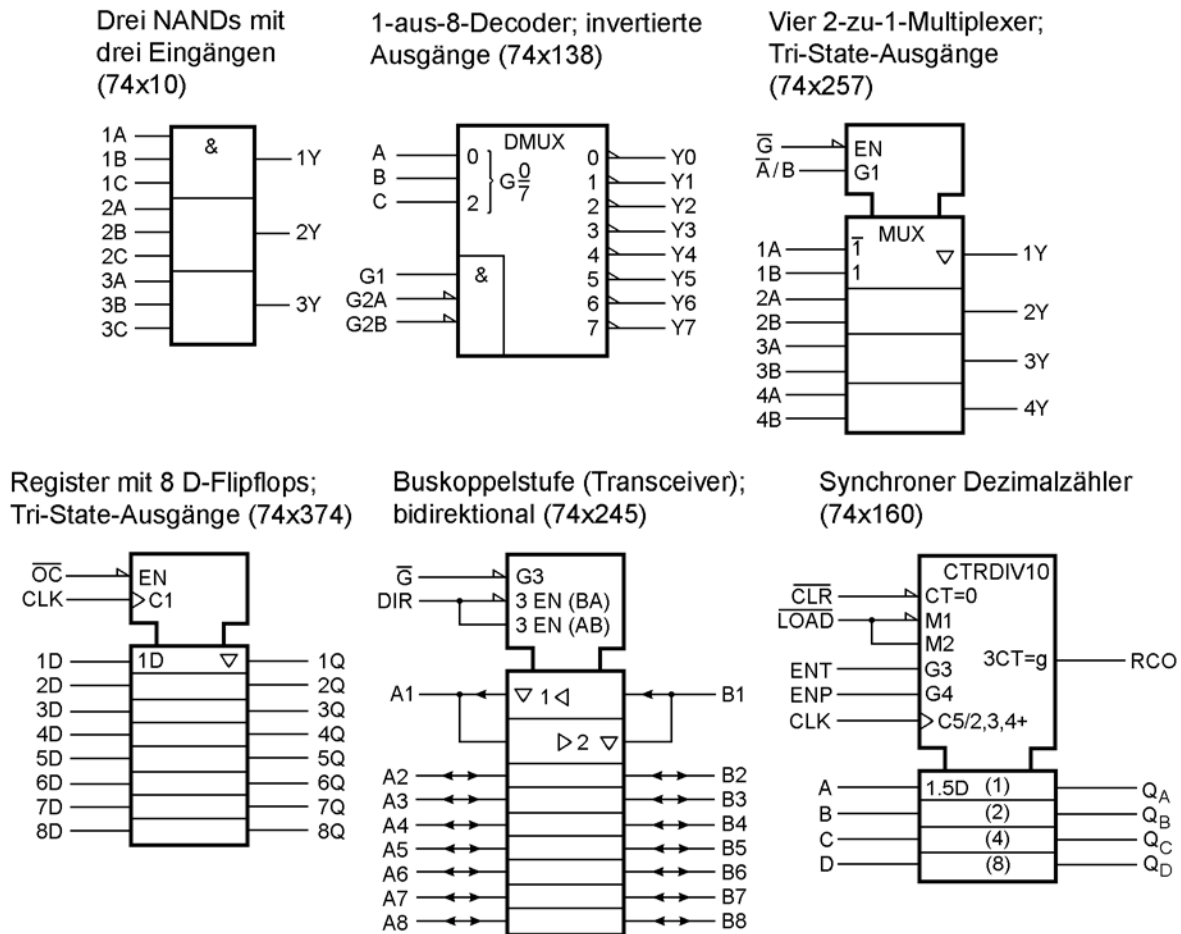 Drei NANDs mit
drei Eingängen
(74x10)
1A
1B
1C
2A
2B
2C
3A
3B
3C
&
1Y
2Y
3Y
1-aus-8-Decoder; invertierte
Ausgänge (74x138)
DMUX
A
B
C
0
2
G 0/7
G1
G2A
G2B
&
0 Y0
1 Y1
2 Y2
3 Y3
4 Y4
5 Y5
6 Y6
7 Y7
Vier 2-zu-1-Multiplexer;
Tri-State-Ausgänge
(74x257)
G̅ EN
A̅/B G1
MUX
1A 1̅
1B 1
2A
2B
3A
3B
4A
4B
▽
1Y
2Y
3Y
4Y
Register mit 8 D-Flipflops;
Tri-State-Ausgänge (74x374)
O̅C̅ EN
CLK C1
1D 1D ▽ 1Q
2D 2Q
3D 3Q
4D 4Q
5D 5Q
6D 6Q
7D 7Q
8D 8Q
Buskoppelstufe (Transceiver);
bidirektional (74x245)
G̅ G3
DIR 3 EN (BA)
3 EN (AB)
A1 ▽ 1 ◁ B1
▷ 2 ▽
A2 B2
A3 B3
A4 B4
A5 B5
A6 B6
A7 B7
A8 B8
Synchroner Dezimalzähler
(74x160)
CTRDIV10
C̅L̅R̅ CT=0
L̅O̅A̅D̅ M1
M2
3CT=g RCO
ENT G3
ENP G4
CLK C5/2,3,4+
A 1.5D (1) QA
B (2) QB
C (4) QC
D (8) QD